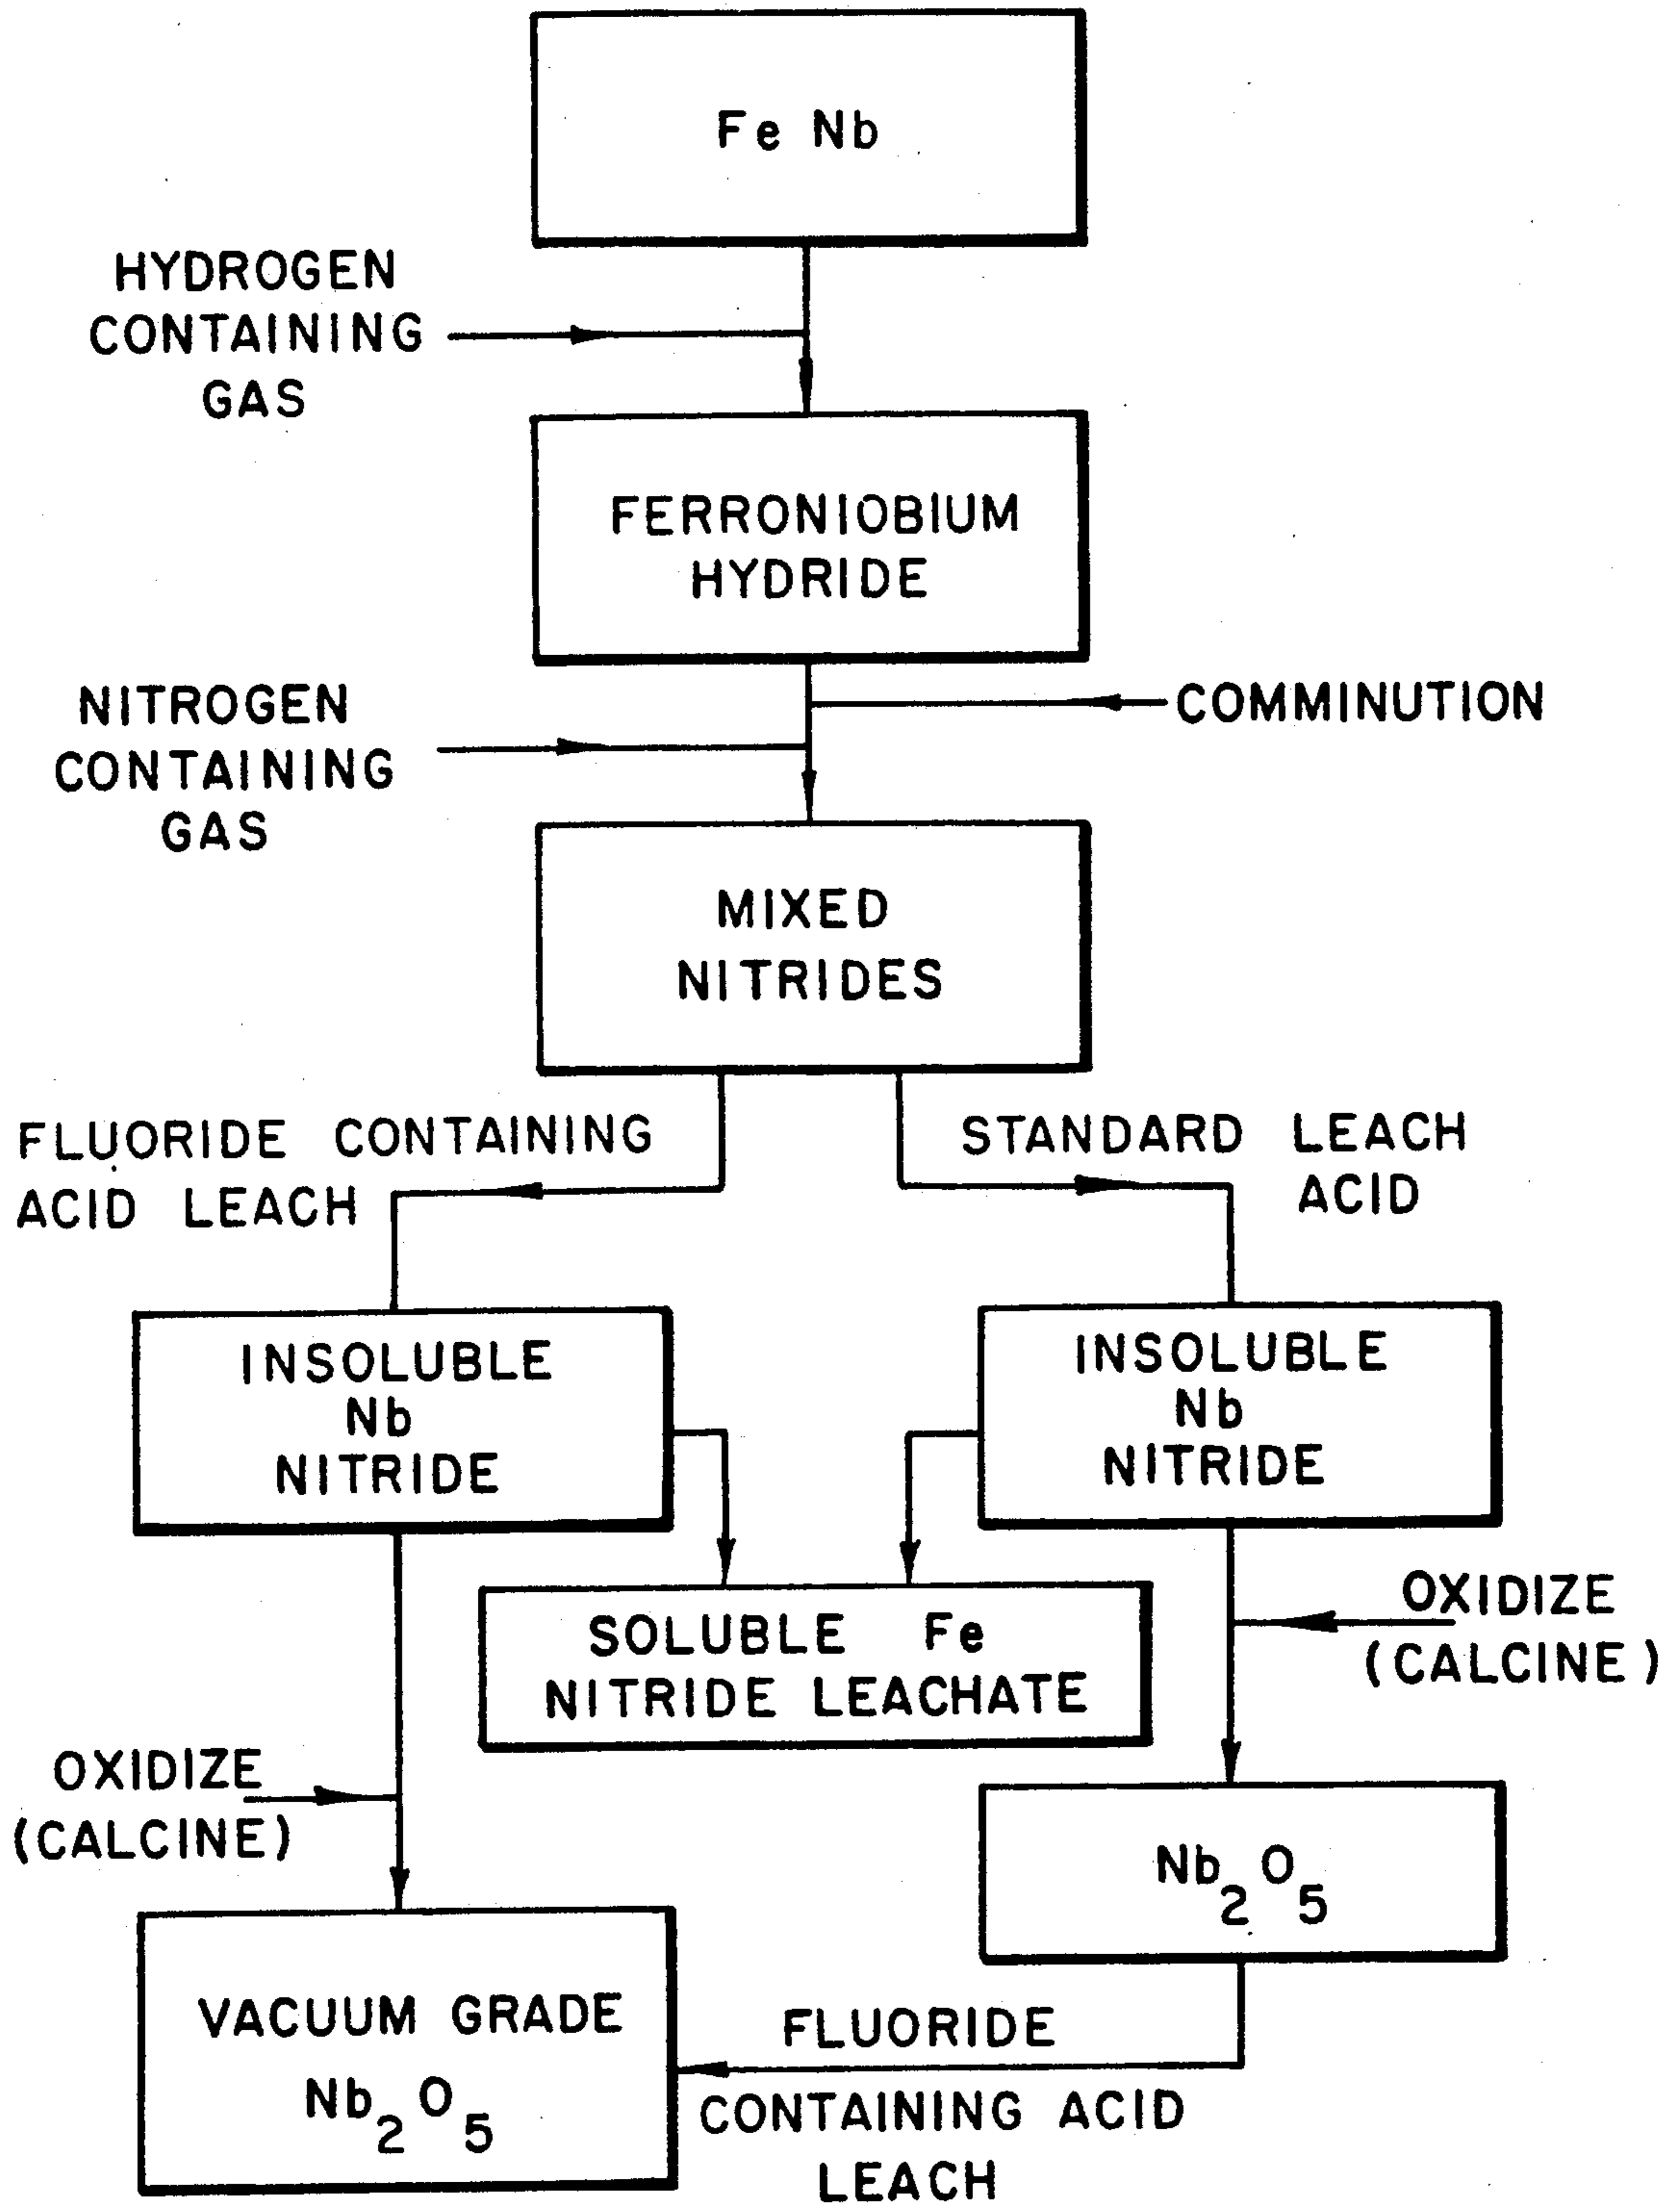 Fe Nb
HYDROGEN
CONTAINING
GAS
FERRONIOBIUM
HYDRIDE
NITROGEN
CONTAINING
GAS
COMMINUTION
MIXED
NITRIDES
FLUORIDE CONTAINING
ACID LEACH
STANDARD LEACH
ACID
INSOLUBLE
Nb
NITRIDE
INSOLUBLE
Nb
NITRIDE
SOLUBLE Fe
NITRIDE LEACHATE
OXIDIZE
(CALCINE)
OXIDIZE
(CALCINE)
Nb2O5
VACUUM GRADE
Nb2O5
FLUORIDE
CONTAINING ACID
LEACH